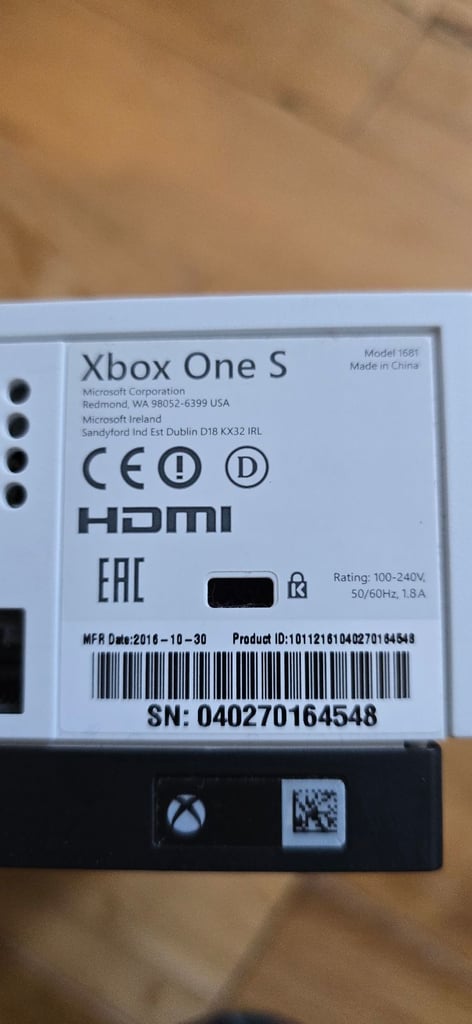 Xbox One S
Model 1681
Made in China
Microsoft Corporation
Redmond, WA 98052-6399 USA
Microsoft Ireland
Sandyford Ind Est Dublin D18 KX32 IRL
CE ! D
HDMI
EAC
K
Rating: 100-240V,
50/60Hz, 1.8A
MFR Date:2016-10-30 Product ID:10112161040270164548
SN: 040270164548